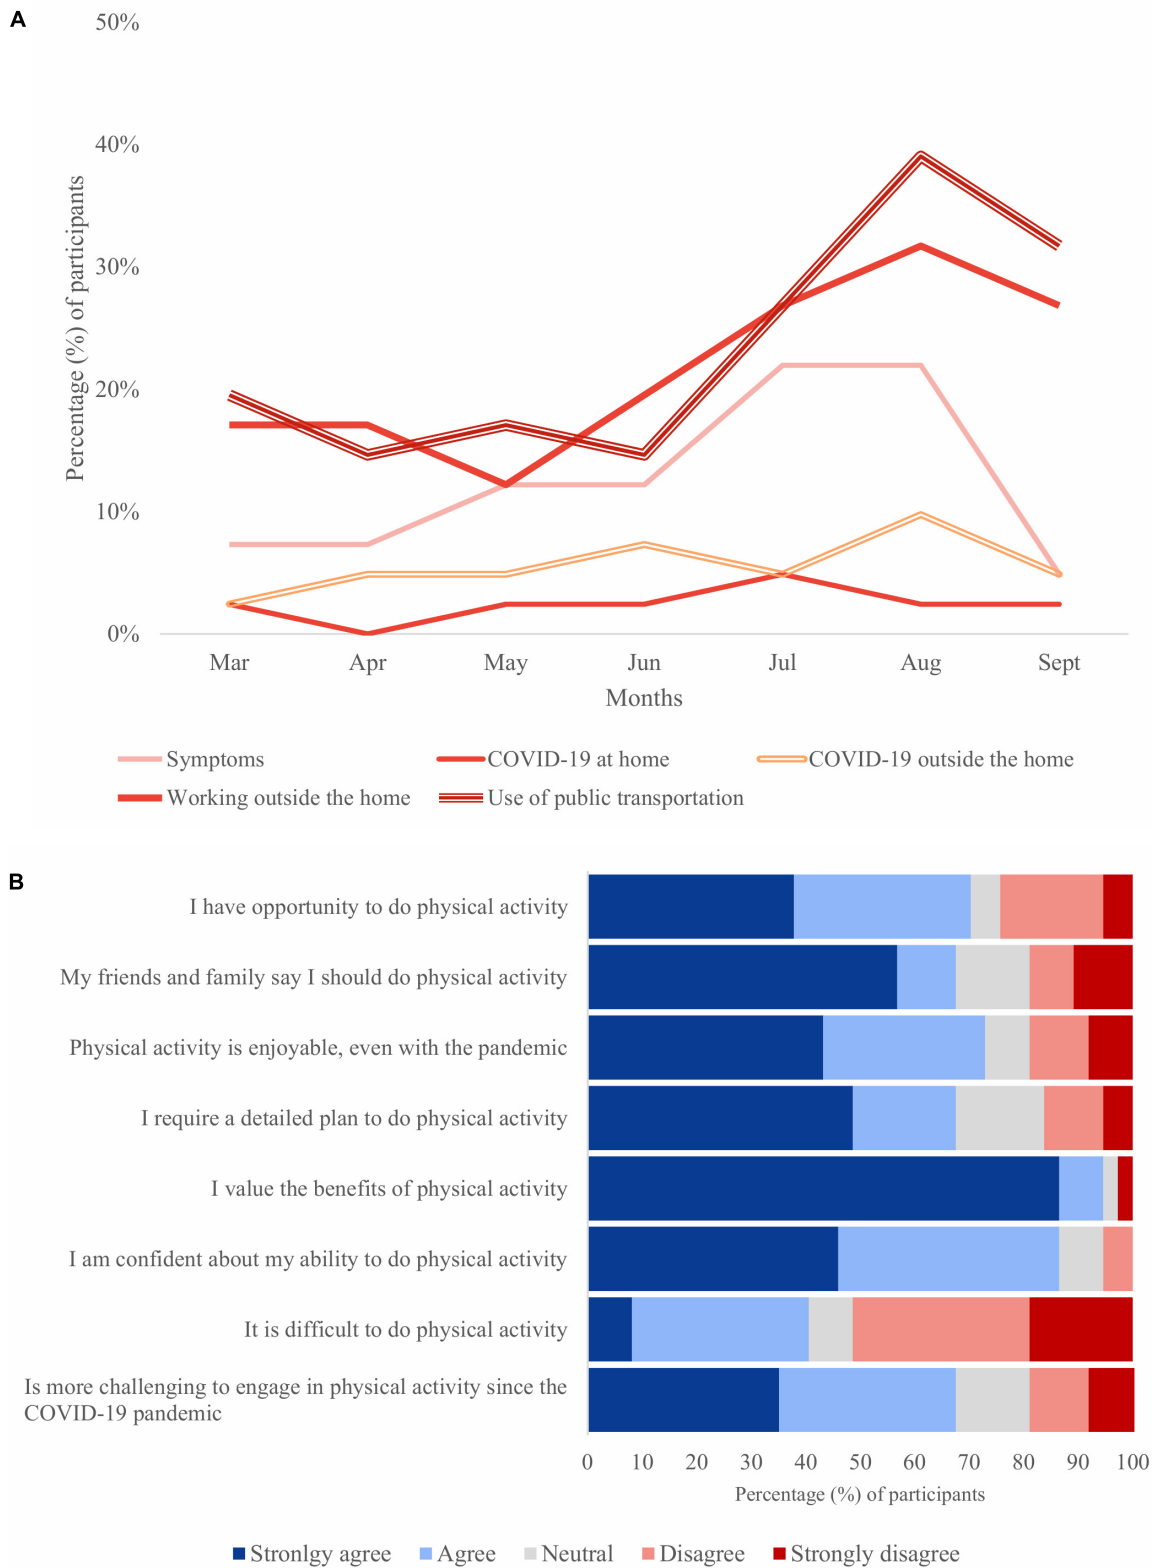 A
50%
40%
30%
20%
10%
0%
Percentage (%) of participants
Mar Apr May Jun Jul Aug Sept
Months
Symptoms COVID-19 at home COVID-19 outside the home
Working outside the home Use of public transportation
B
I have opportunity to do physical activity
My friends and family say I should do physical activity
Physical activity is enjoyable, even with the pandemic
I require a detailed plan to do physical activity
I value the benefits of physical activity
I am confident about my ability to do physical activity
It is difficult to do physical activity
Is more challenging to engage in physical activity since the
COVID-19 pandemic
0 10 20 30 40 50 60 70 80 90 100
Percentage (%) of participants
Stronlgy agree Agree Neutral Disagree Strongly disagree